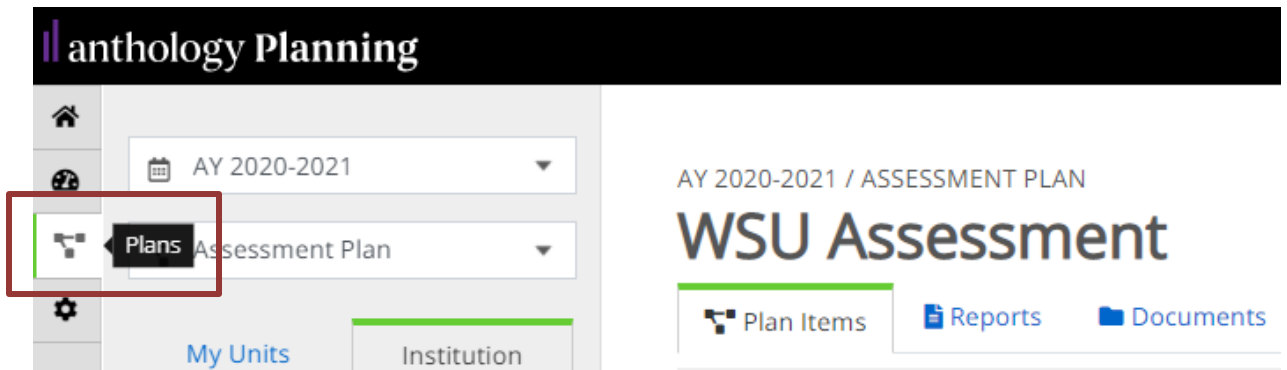 anthology Planning
AY 2020-2021
Plans
Assessment Plan
My Units
Institution
AY 2020-2021 / ASSESSMENT PLAN
WSU Assessment
Plan Items
Reports
Documents